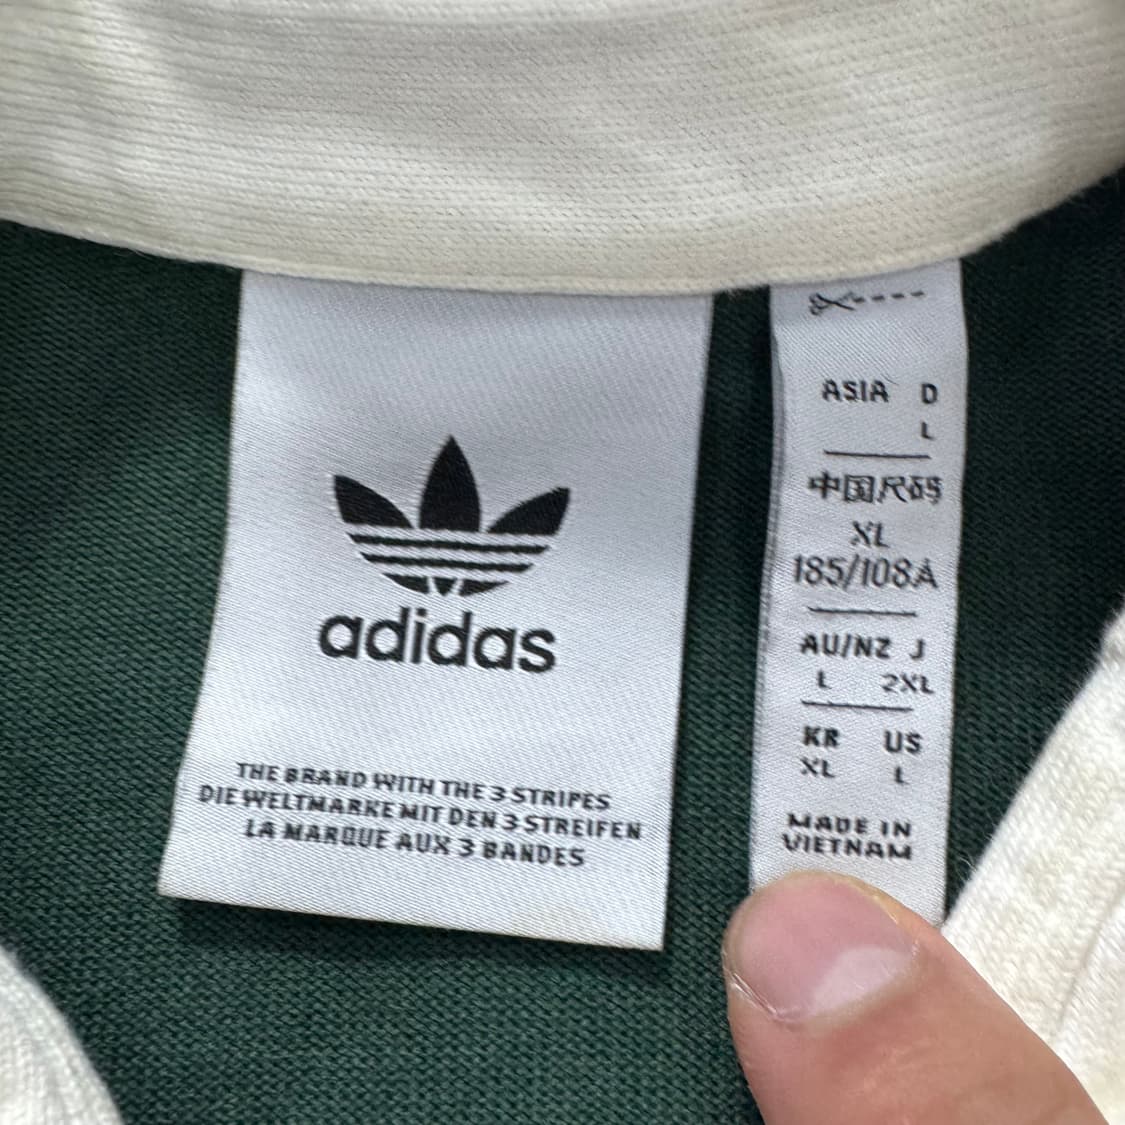 adidas
THE BRAND WITH THE 3 STRIPES
DIE WELTMARKE MIT DEN 3 STREIFEN
LA MARQUE AUX 3 BANDES
ASIA D
L
中国尺码
XL
185/108A
AU/NZ J
L 2XL
KR US
XL L
MADE IN
VIETNAM